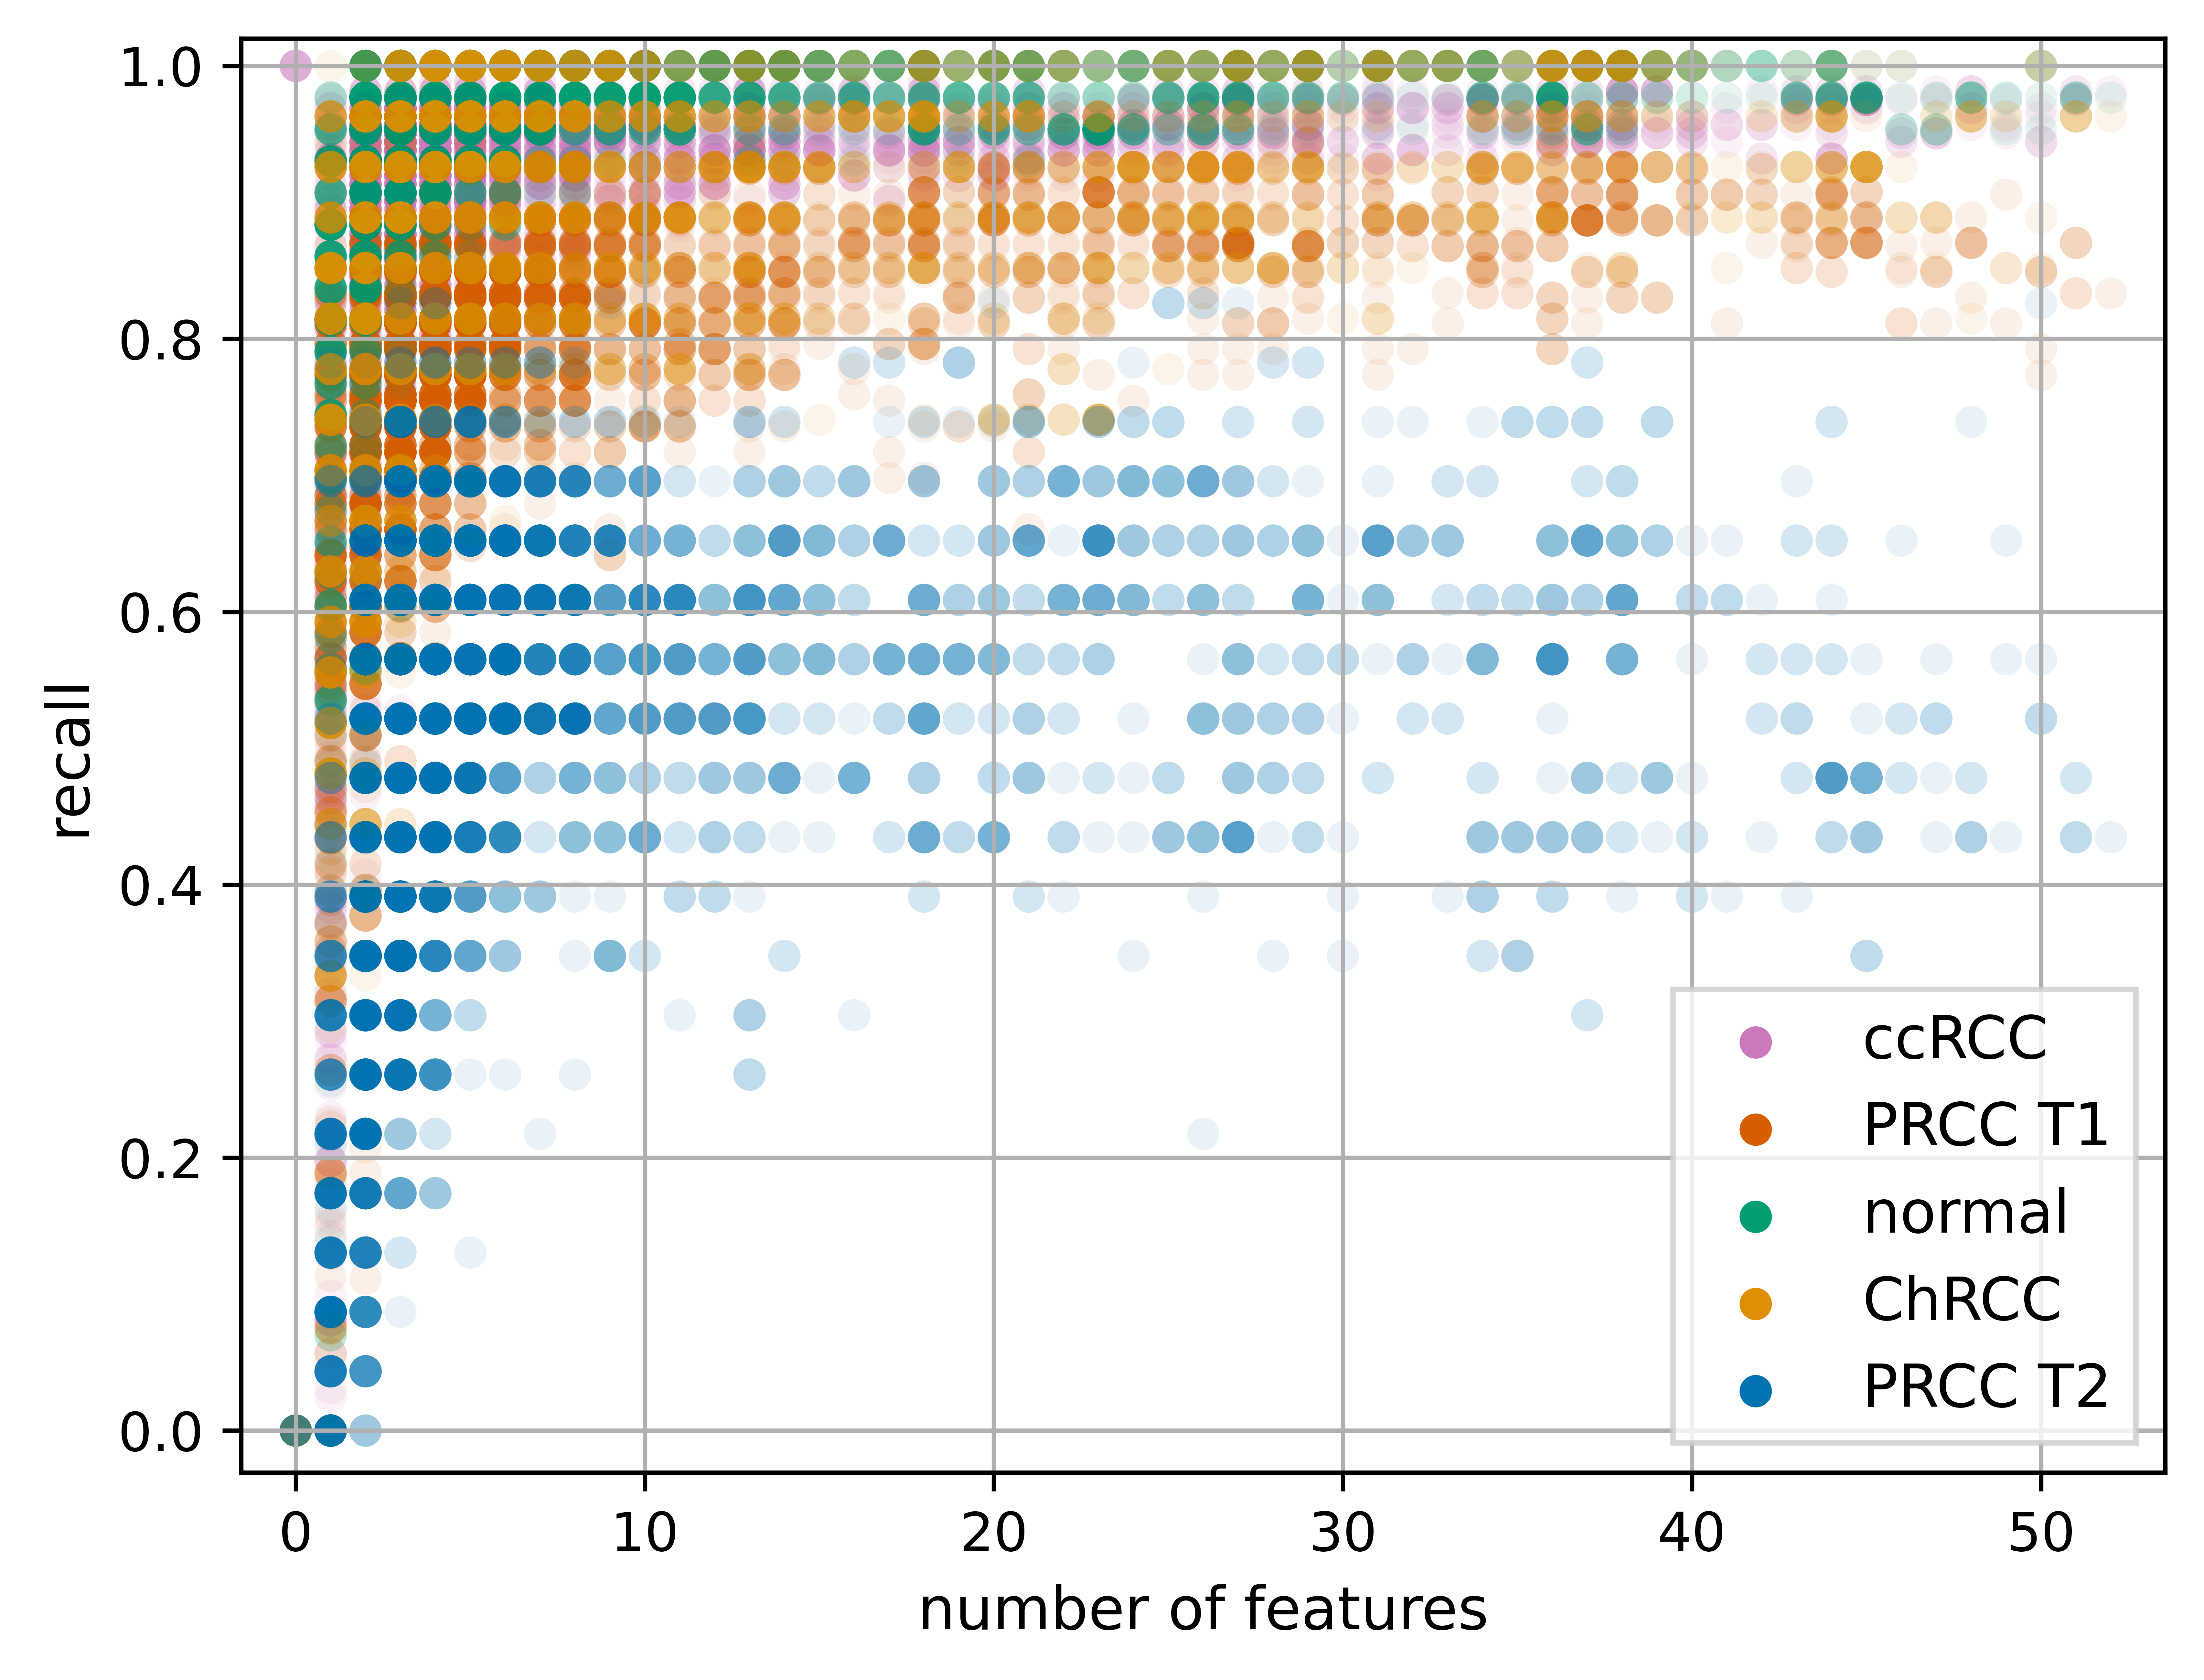 1.0
0.8
0.6
0.4
0.2
0.0
recall
0 10 20 30 40 50
number of features
ccRCC
PRCC T1
normal
ChRCC
PRCC T2